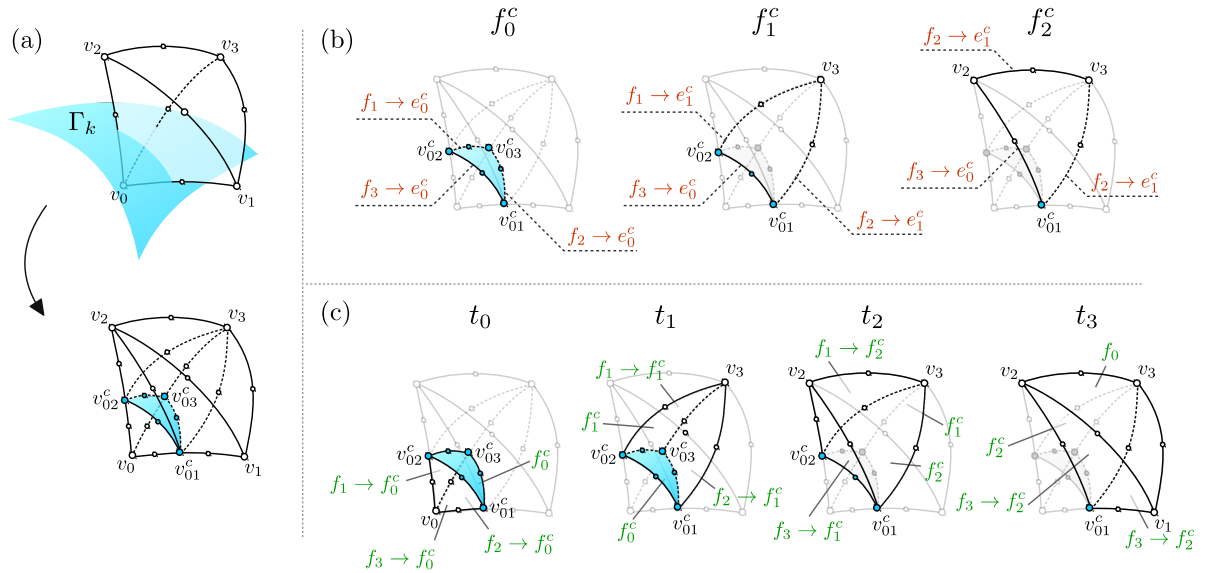 (a)
v₂
v₃
Γₖ
v₀
v₁
v₂
v₃
v₀₂ᶜ
v₀₃ᶜ
v₀
v₀₁ᶜ
v₁
(b)
f₀ᶜ
f₁ᶜ
f₂ᶜ
f₁ → e₀ᶜ
v₀₂ᶜ
v₀₃ᶜ
f₃ → e₀ᶜ
v₀₁ᶜ
f₂ → e₀ᶜ
v₃
f₁ → e₁ᶜ
v₀₂ᶜ
f₃ → e₀ᶜ
v₀₁ᶜ
f₂ → e₁ᶜ
f₂ → e₁ᶜ
v₂
v₃
f₃ → e₀ᶜ
f₂ → e₁ᶜ
v₀₁ᶜ
(c)
t₀
t₁
t₂
t₃
v₀₂ᶜ
v₀₃ᶜ
f₀ᶜ
f₁ → f₀ᶜ
v₀
v₀₁ᶜ
f₂ → f₀ᶜ
f₃ → f₀ᶜ
f₁ → f₁ᶜ
v₃
f₁ᶜ
v₀₂ᶜ
v₀₃ᶜ
f₂ → f₁ᶜ
f₀ᶜ
v₀₁ᶜ
f₁ → f₂ᶜ
v₂
v₃
f₁ᶜ
v₀₂ᶜ
f₂ᶜ
f₃ → f₁ᶜ
v₀₁ᶜ
f₀
v₂
v₃
f₂ᶜ
f₃ → f₂ᶜ
v₀₁ᶜ
v₁
f₃ → f₂ᶜ